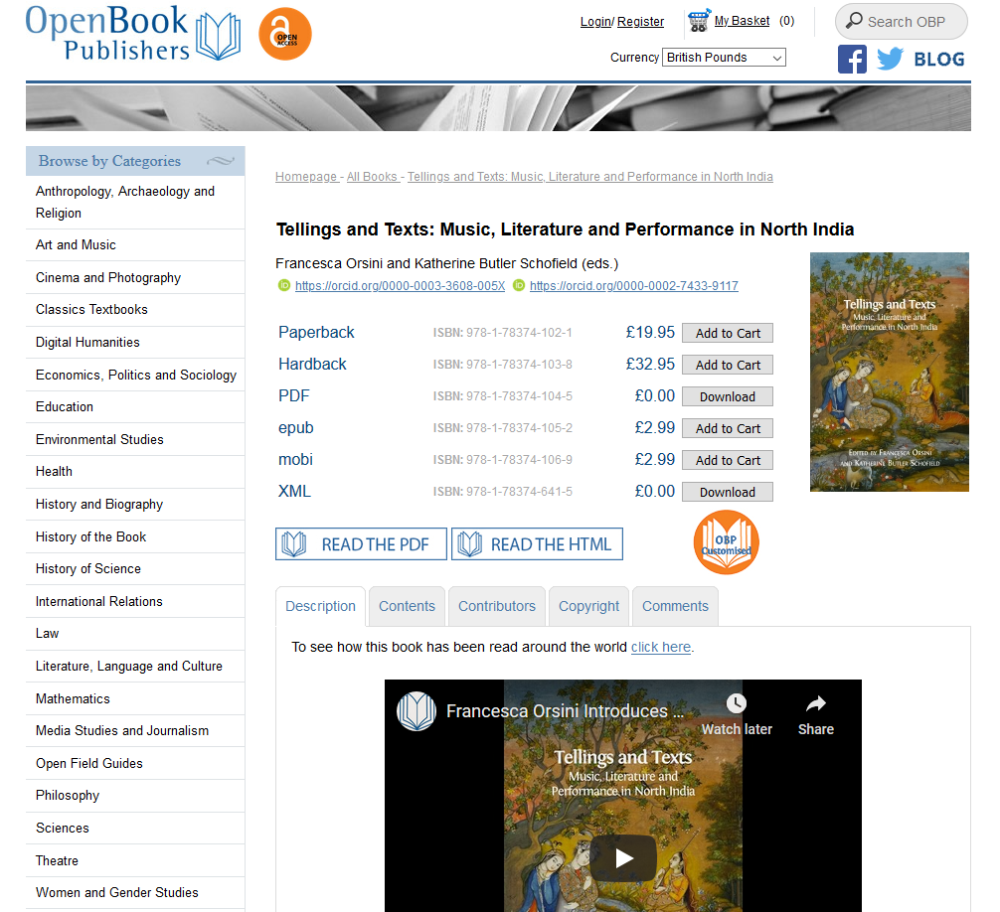 OpenBook
Publishers
OPEN
ACCESS
Login/ Register
My Basket (0)
Search OBP
Currency British Pounds
BLOG
Browse by Categories
Anthropology, Archaeology and
Religion
Art and Music
Cinema and Photography
Classics Textbooks
Digital Humanities
Economics, Politics and Sociology
Education
Environmental Studies
Health
History and Biography
History of the Book
History of Science
International Relations
Law
Literature, Language and Culture
Mathematics
Media Studies and Journalism
Open Field Guides
Philosophy
Sciences
Theatre
Women and Gender Studies
Homepage - All Books - Tellings and Texts: Music, Literature and Performance in North India
Tellings and Texts: Music, Literature and Performance in North India
Francesca Orsini and Katherine Butler Schofield (eds.)
iD https://orcid.org/0000-0003-3608-005X iD https://orcid.org/0000-0002-7433-9117
Paperback ISBN: 978-1-78374-102-1 £19.95 Add to Cart
Hardback ISBN: 978-1-78374-103-8 £32.95 Add to Cart
PDF ISBN: 978-1-78374-104-5 £0.00 Download
epub ISBN: 978-1-78374-105-2 £2.99 Add to Cart
mobi ISBN: 978-1-78374-106-9 £2.99 Add to Cart
XML ISBN: 978-1-78374-641-5 £0.00 Download
Tellings and Texts
Music, Literature and
Performance in North India
Edited by Francesca Orsini
and Katherine Butler Schofield
READ THE PDF READ THE HTML
OBP
Customised
Description Contents Contributors Copyright Comments
To see how this book has been read around the world click here.
Francesca Orsini Introduces ...
Watch later Share
Tellings and Texts
Music, Literature and
Performance in North India